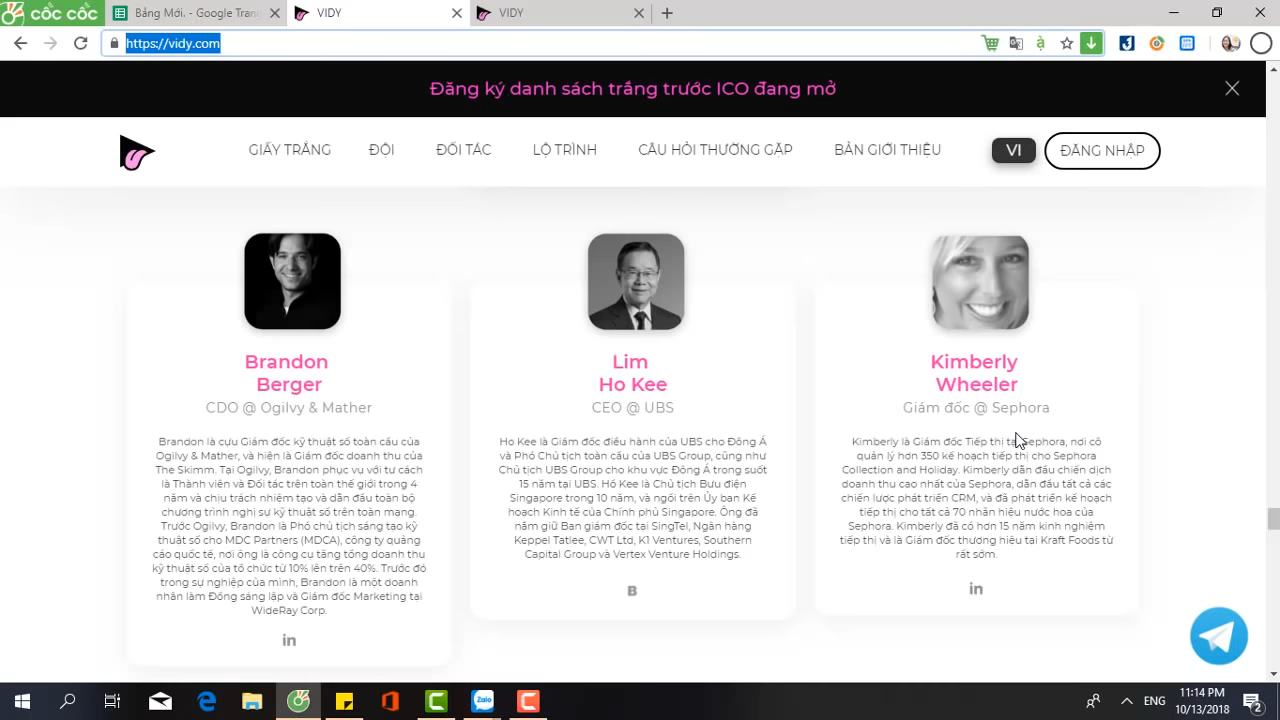 cốc cốc
Bảng Mới. - Google Trang
VIDY
VIDY
https://vidy.com
Đăng ký danh sách trắng trước ICO đang mở
GIẤY TRẮNG
ĐỘI
ĐỐI TÁC
LỘ TRÌNH
CÂU HỎI THƯỜNG GẶP
BẢN GIỚI THIỆU
VI
ĐĂNG NHẬP
Brandon
Berger
CDO @ Ogilvy & Mather
Brandon là cựu Giám đốc kỹ thuật số toàn cầu của
Ogilvy & Mather, và hiện là Giám đốc doanh thu của
The Skimm. Tại Ogilvy, Brandon phục vụ với tư cách
là Thành viên và Đối tác trên toàn thế giới trong 4
năm và chịu trách nhiệm tạo và dẫn đầu toàn bộ
chương trình nghị sự kỹ thuật số trên toàn mạng.
Trước Ogilvy, Brandon là Phó chủ tịch sáng tạo kỹ
thuật số cho MDC Partners (MDCA), công ty quảng
cáo quốc tế, nơi ông là công cụ tăng tổng doanh thu
kỹ thuật số của tổ chức từ 10% lên trên 40%. Trước đó
trong sự nghiệp của mình, Brandon là một doanh
nhân làm Đồng sáng lập và Giám đốc Marketing tại
WideRay Corp.
in
Lim
Ho Kee
CEO @ UBS
Ho Kee là Giám đốc điều hành của UBS cho Đông Á
và Phó Chủ tịch toàn cầu của UBS Group, cũng như
Chủ tịch UBS Group cho khu vực Đông Á trong suốt
15 năm tại UBS. Hồ Kee là Chủ tịch Bưu điện
Singapore trong 10 năm, và ngồi trên Ủy ban Kế
hoạch Kinh tế của Chính phủ Singapore. Ông đã
nắm giữ Ban giám đốc tại SingTel, Ngân hàng
Keppel Tatlee, CWT Ltd, K1 Ventures, Southern
Capital Group và Vertex Venture Holdings.
B
Kimberly
Wheeler
Giám đốc @ Sephora
Kimberly là Giám đốc Tiếp thị tại Sephora, nơi cô
quản lý hơn 350 kế hoạch tiếp thị cho Sephora
Collection and Holiday. Kimberly dẫn đầu chiến dịch
doanh thu cao nhất của Sephora, dẫn đầu tất cả các
chiến lược phát triển CRM, và đã phát triển kế hoạch
tiếp thị cho tất cả 70 nhãn hiệu nước hoa của
Sephora. Kimberly đã có hơn 15 năm kinh nghiệm
tiếp thị và là Giám đốc thương hiệu tại Kraft Foods từ
rất sớm.
in
Zalo
ENG
11:14 PM
10/13/2018
2